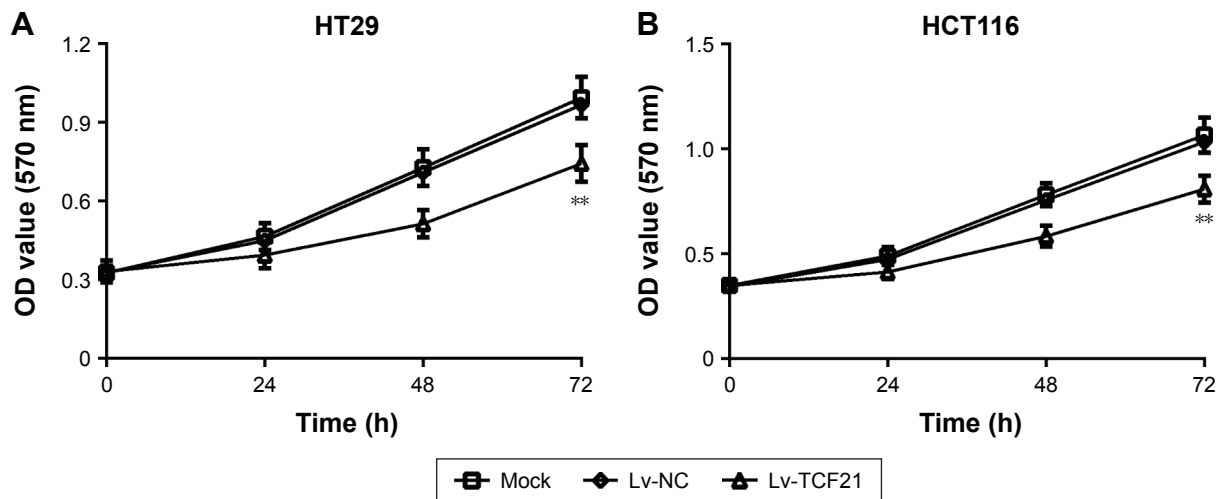 A
HT29
OD value (570 nm)
1.2
0.9
0.6
0.3
0
**
0 24 48 72
Time (h)
B
HCT116
OD value (570 nm)
1.5
1.0
0.5
0
**
0 24 48 72
Time (h)
Mock Lv-NC Lv-TCF21